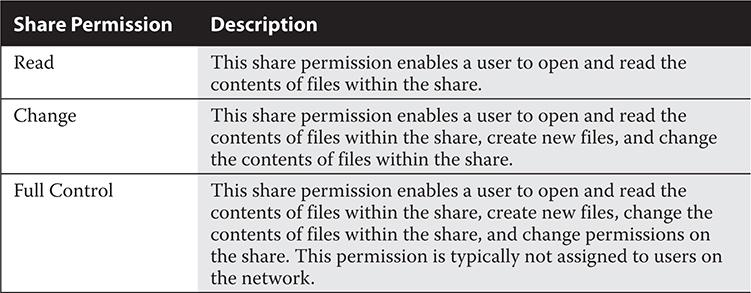 Share Permission Description
Read This share permission enables a user to open and read the
contents of files within the share.
Change This share permission enables a user to open and read the
contents of files within the share, create new files, and change
the contents of files within the share.
Full Control This share permission enables a user to open and read the
contents of files within the share, create new files, change the
contents of files within the share, and change permissions on
the share. This permission is typically not assigned to users on
the network.